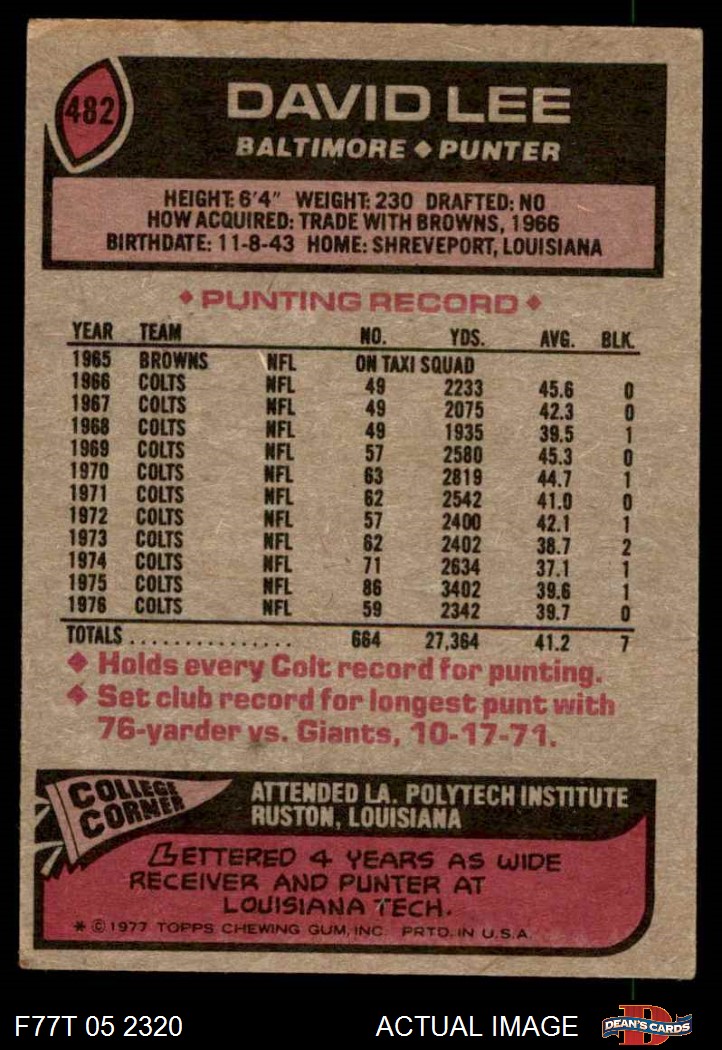 482
DAVID LEE
BALTIMORE ◆ PUNTER
HEIGHT: 6'4" WEIGHT: 230 DRAFTED: NO
HOW ACQUIRED: TRADE WITH BROWNS, 1966
BIRTHDATE: 11-8-43 HOME: SHREVEPORT, LOUISIANA
◆ PUNTING RECORD ◆
YEAR TEAM NO. YDS. AVG. BLK.
1965 BROWNS NFL ON TAXI SQUAD
1966 COLTS NFL 49 2233 45.6 0
1967 COLTS NFL 49 2075 42.3 0
1968 COLTS NFL 49 1935 39.5 1
1969 COLTS NFL 57 2580 45.3 0
1970 COLTS NFL 63 2819 44.7 1
1971 COLTS NFL 62 2542 41.0 0
1972 COLTS NFL 57 2400 42.1 1
1973 COLTS NFL 62 2402 38.7 2
1974 COLTS NFL 71 2634 37.1 1
1975 COLTS NFL 86 3402 39.6 1
1976 COLTS NFL 59 2342 39.7 0
TOTALS ............... 664 27,364 41.2 7
◆ Holds every Colt record for punting.
◆ Set club record for longest punt with
76-yarder vs. Giants, 10-17-71.
COLLEGE
CORNER
ATTENDED LA. POLYTECH INSTITUTE
RUSTON, LOUISIANA
LETTERED 4 YEARS AS WIDE
RECEIVER AND PUNTER AT
LOUISIANA TECH.
* © 1977 TOPPS CHEWING GUM, INC. PRTD. IN U.S.A.
F77T 05 2320
ACTUAL IMAGE
D
DEAN'S CARDS